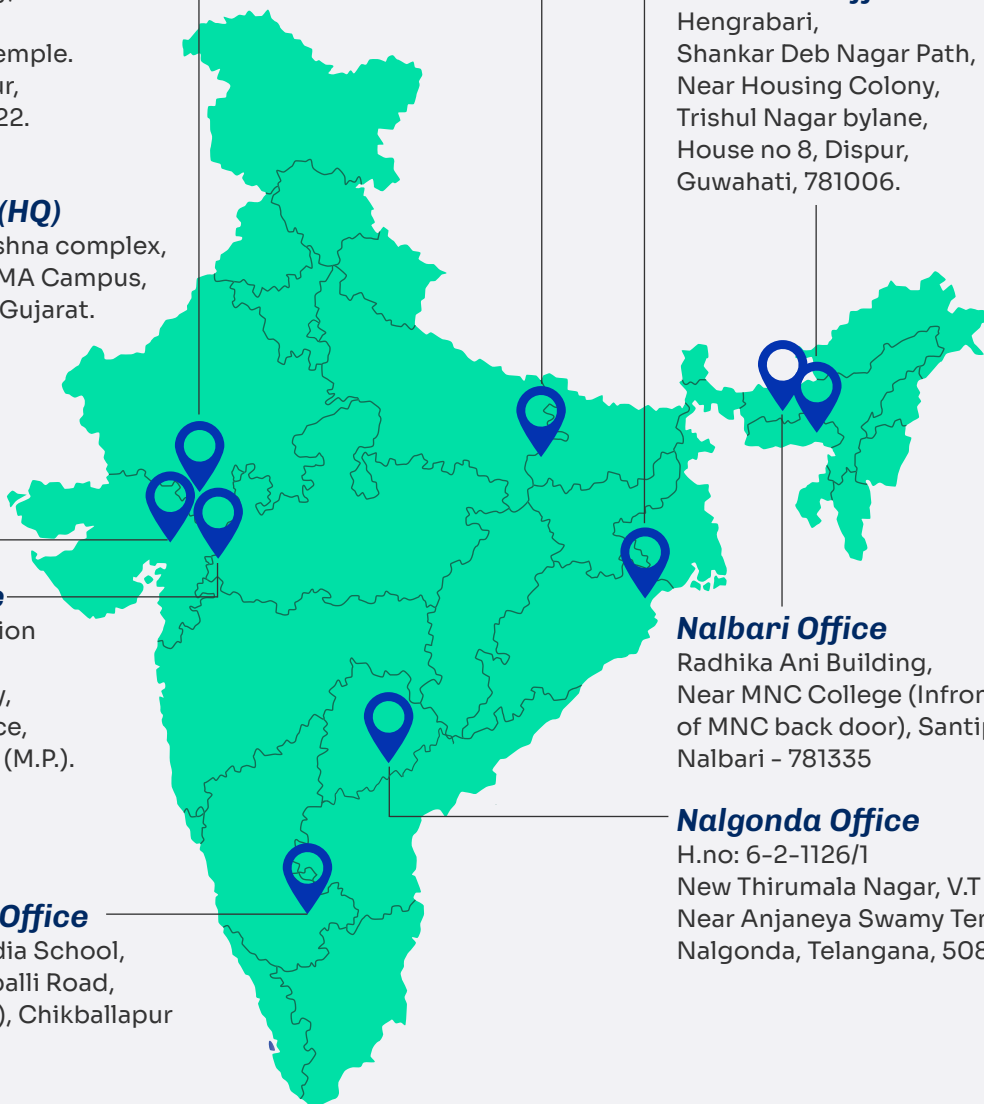 emple.
ur,
22.
(HQ)
shna complex,
MA Campus,
Gujarat.
ion
ce,
(M.P.).
Office
dia School,
palli Road,
), Chikballapur
Hengrabari,
Shankar Deb Nagar Path,
Near Housing Colony,
Trishul Nagar bylane,
House no 8, Dispur,
Guwahati, 781006.
Nalbari Office
Radhika Ani Building,
Near MNC College (Infron
of MNC back door), Santip
Nalbari - 781335
Nalgonda Office
H.no: 6-2-1126/1
New Thirumala Nagar, V.T
Near Anjaneya Swamy Ter
Nalgonda, Telangana, 508